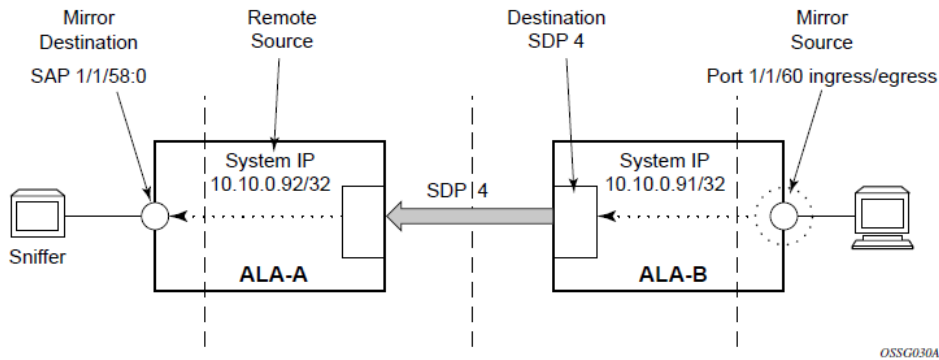 Mirror
Destination
SAP 1/1/58:0
Remote
Source
Destination
SDP 4
Mirror
Source
Port 1/1/60 ingress/egress
System IP
10.10.0.92/32
SDP 4
System IP
10.10.0.91/32
Sniffer
ALA-A
ALA-B
OSSG030A